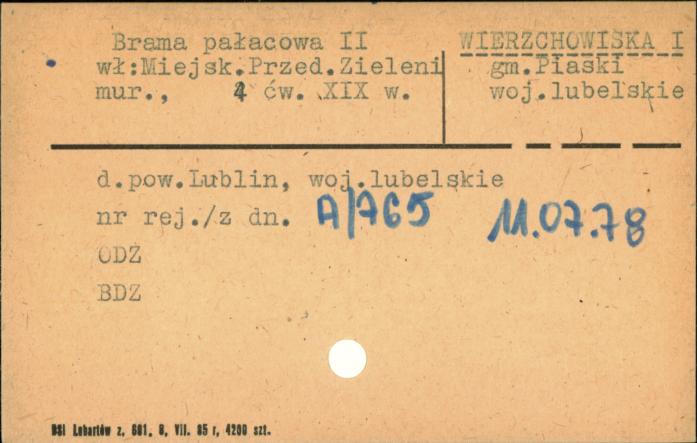 Brama pałacowa II
wł:Miejsk.Przed.Zieleni
mur., 4 ćw. XIX w.
WIERZCHOWISKA I
gm.Piaski
woj.lubelskie
d.pow.Lublin, woj.lubelskie
nr rej./z dn. A/765 11.07.78
ODZ
BDZ
DSI Lubartów z. 681, 8, VII. 85 r, 4200 szt.